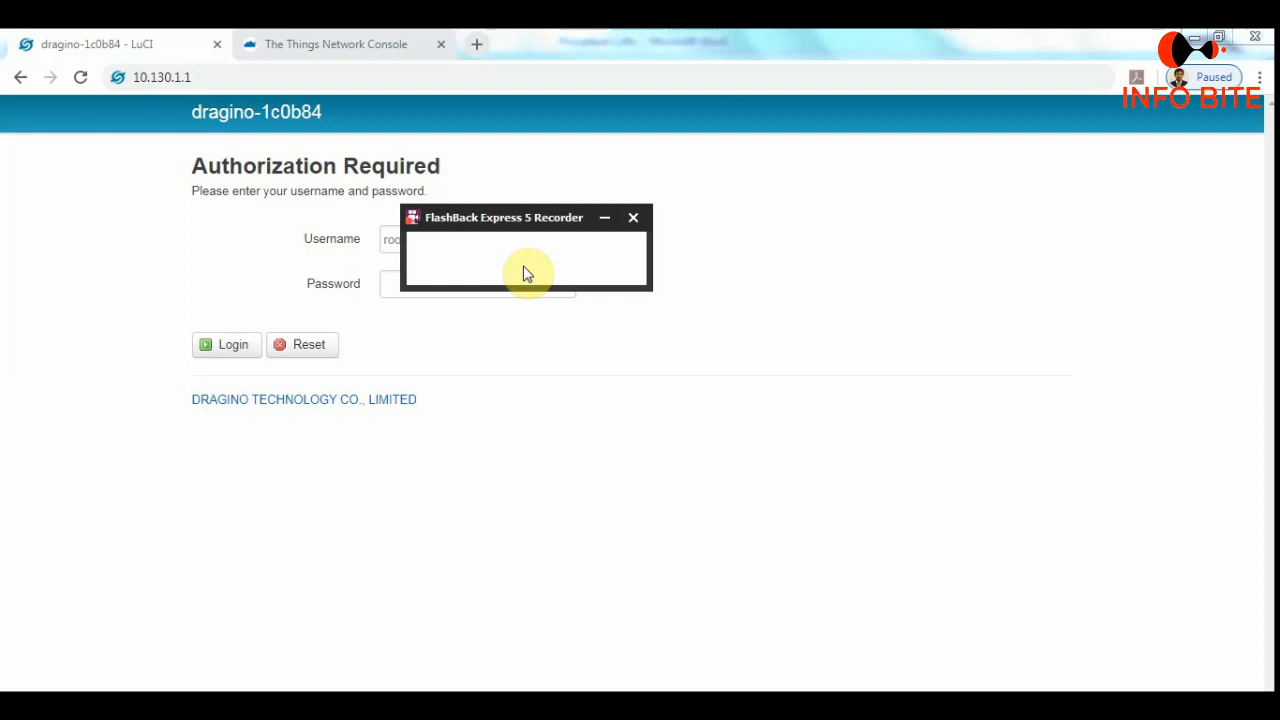 dragino-1c0b84 - LuCI
The Things Network Console
10.130.1.1
Paused
INFO BITE
dragino-1c0b84
Authorization Required
Please enter your username and password.
FlashBack Express 5 Recorder
Username
roo
Password
Login
Reset
DRAGINO TECHNOLOGY CO., LIMITED